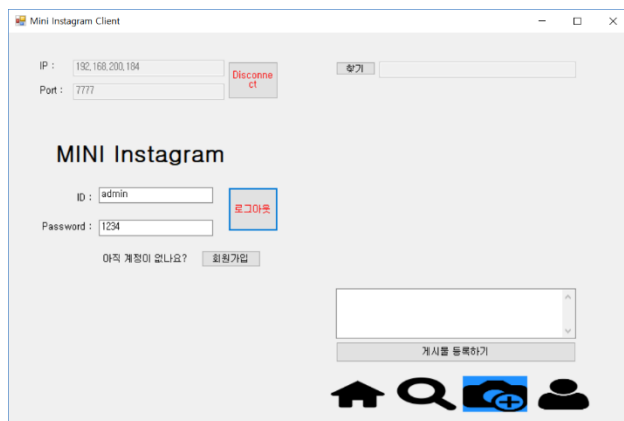 Mini Instagram Client
IP :
192.168.200.184
Disconne
ct
Port :
7777
MINI Instagram
ID :
admin
로그아웃
Password :
1234
아직 계정이 없나요?
회원가입
찾기
게시물 등록하기